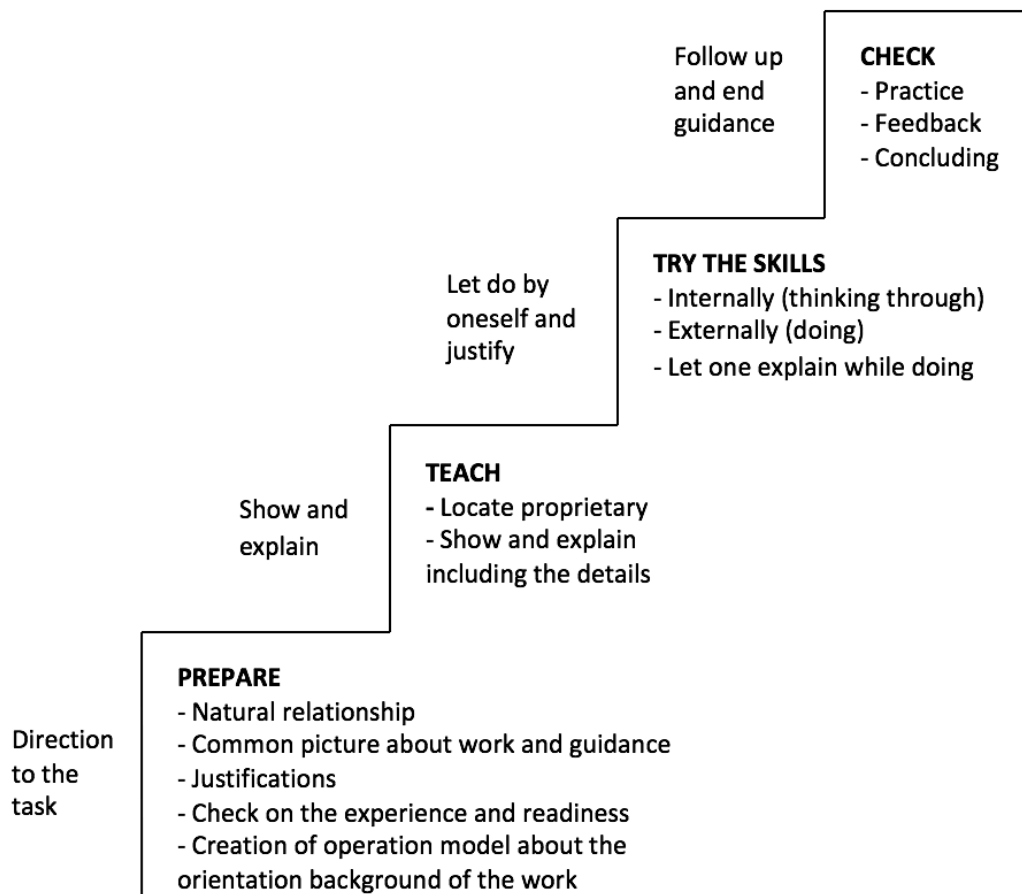 Follow up
and end
guidance
CHECK
- Practice
- Feedback
- Concluding
Let do by
oneself and
justify
TRY THE SKILLS
- Internally (thinking through)
- Externally (doing)
- Let one explain while doing
Show and
explain
TEACH
- Locate proprietary
- Show and explain
including the details
Direction
to the
task
PREPARE
- Natural relationship
- Common picture about work and guidance
- Justifications
- Check on the experience and readiness
- Creation of operation model about the
orientation background of the work